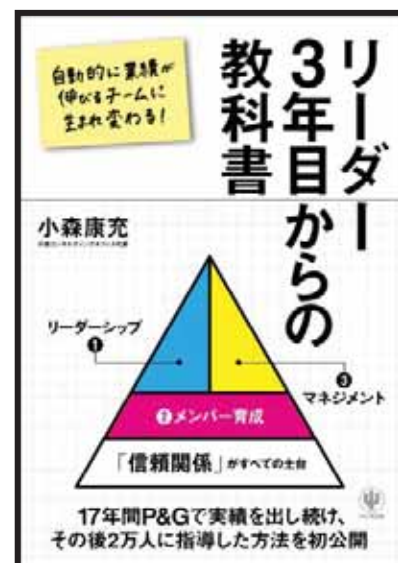 リーダー
３年目からの
教科書
自動的に業績が
伸びるチームに
生まれ変わる！
小森康充
リーダーシップ
❶
❸
マネジメント
❷メンバー育成
「信頼関係」がすべての土台
17年間P&Gで実績を出し続け、
その後2万人に指導した方法を初公開